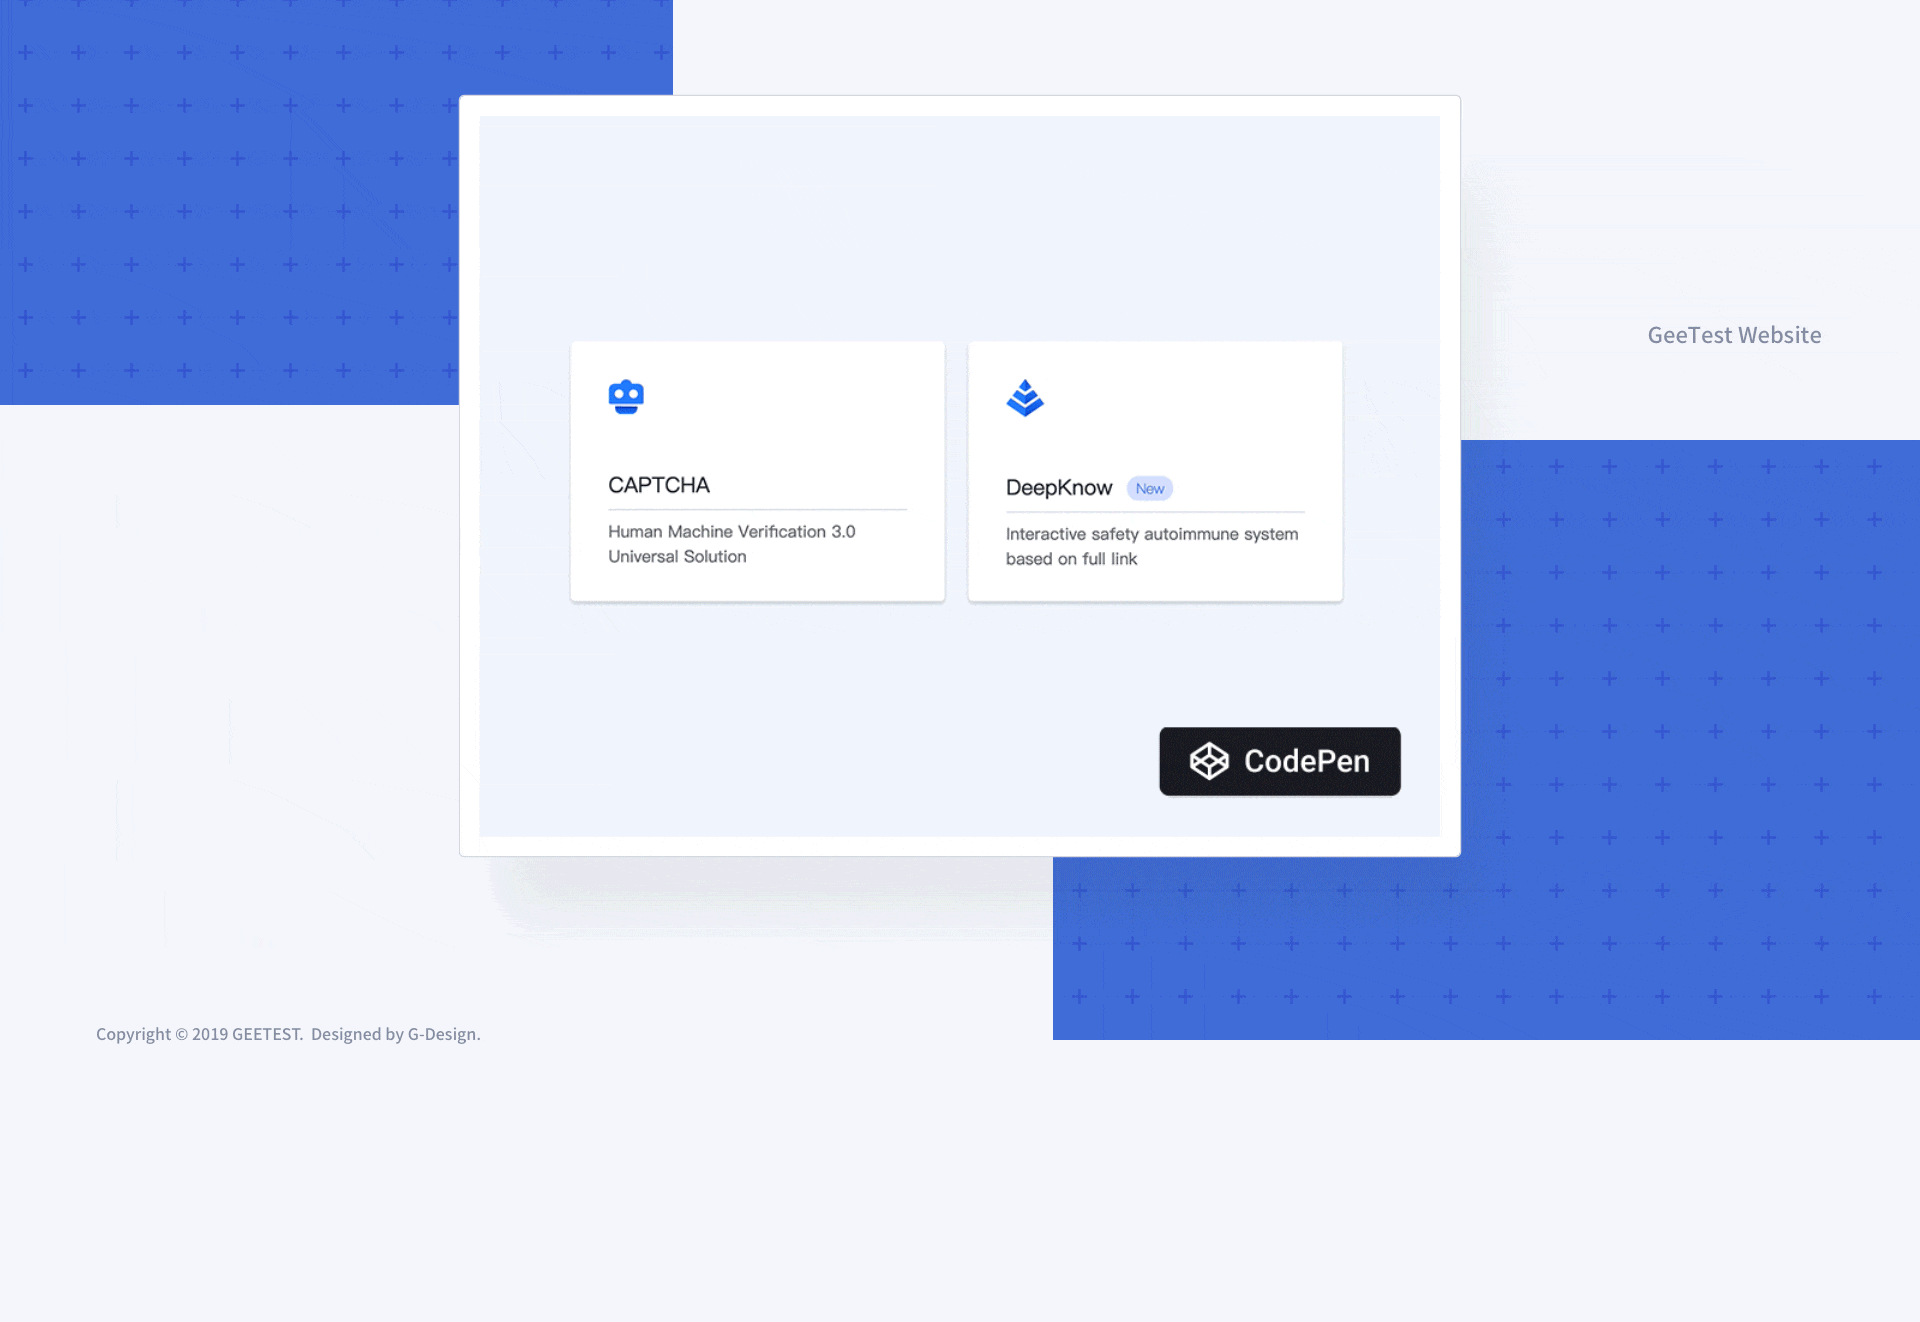 GeeTest Website
CAPTCHA
Human Machine Verification 3.0
Universal Solution
DeepKnow New
Interactive safety autoimmune system
based on full link
CodePen
Copyright © 2019 GEETEST. Designed by G-Design.